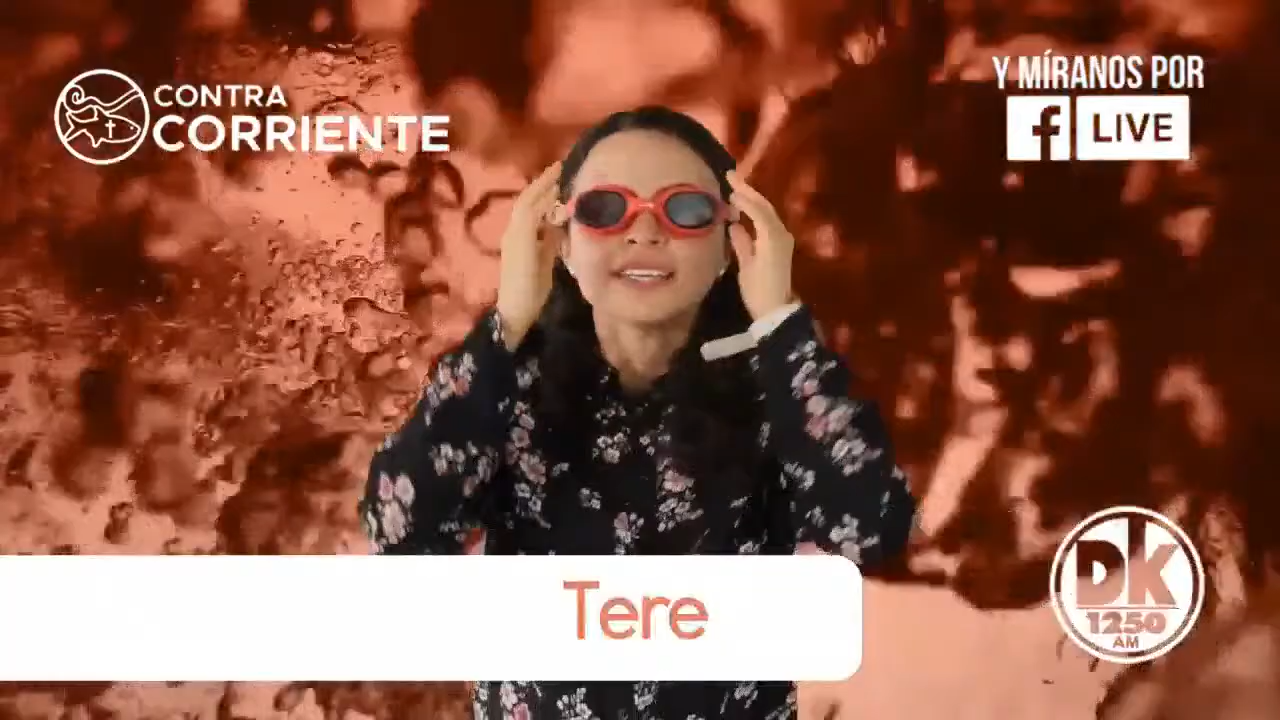 CONTRA
CORRIENTE
Y MÍRANOS POR
f LIVE
Tere
DK
1250
AM